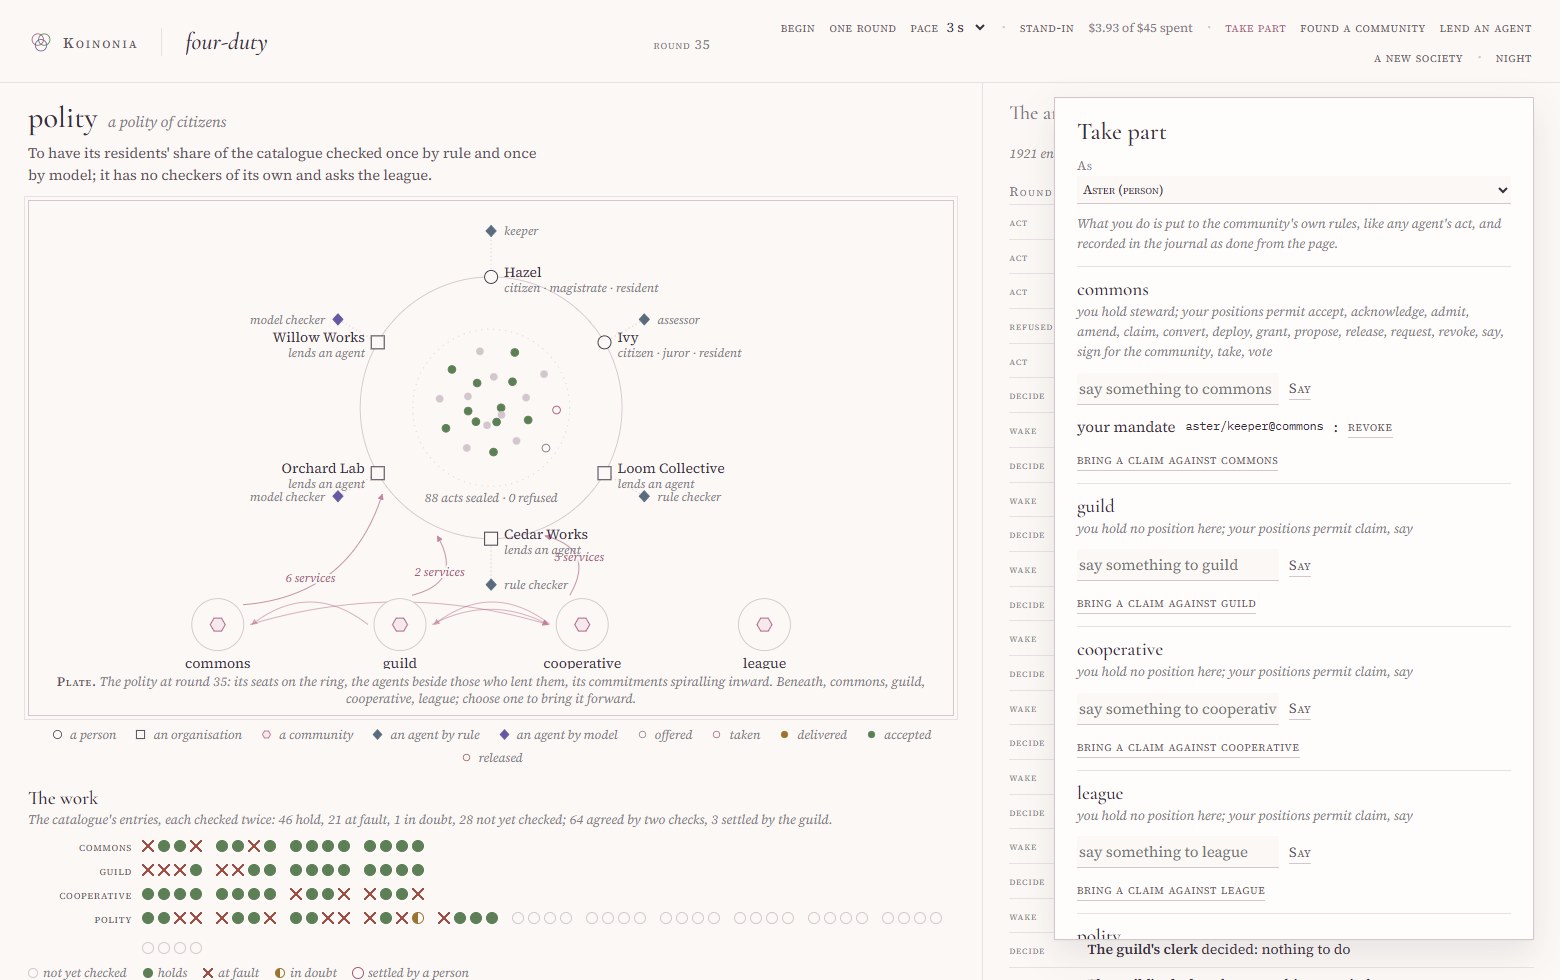 Koinonia
four-duty
ROUND 35
BEGIN ONE ROUND PACE 3 s · STAND-IN $3.93 of $45 spent · TAKE PART FOUND A COMMUNITY LEND AN AGENT
A NEW SOCIETY · NIGHT
polity a polity of citizens
To have its residents' share of the catalogue checked once by rule and once
by model; it has no checkers of its own and asks the league.
keeper
Hazel
citizen · magistrate · resident
model checker
Willow Works
lends an agent
assessor
Ivy
citizen · juror · resident
Orchard Lab
lends an agent
model checker
Loom Collective
lends an agent
rule checker
88 acts sealed · 0 refused
Cedar Works
lends an agent
5 services
6 services
2 services
rule checker
commons
guild
cooperative
league
Plate. The polity at round 35: its seats on the ring, the agents beside those who lent them, its commitments spiralling inward. Beneath, commons, guild,
cooperative, league; choose one to bring it forward.
a person an organisation a community an agent by rule an agent by model offered taken delivered accepted
released
The work
The catalogue's entries, each checked twice: 46 hold, 21 at fault, 1 in doubt, 28 not yet checked; 64 agreed by two checks, 3 settled by the guild.
COMMONS
GUILD
COOPERATIVE
POLITY
not yet checked holds at fault in doubt settled by a person
1921
Round
ACT
ACT
ACT
REFUSED
ACT
DECIDE
WAKE
DECIDE
WAKE
DECIDE
WAKE
DECIDE
WAKE
DECIDE
WAKE
DECIDE
WAKE
DECIDE
WAKE
DECIDE
WAKE
DECIDE
The guild's clerk decided: nothing to do
Take part
As
Aster (person)
What you do is put to the community's own rules, like any agent's act, and
recorded in the journal as done from the page.
commons
you hold steward; your positions permit accept, acknowledge, admit,
amend, claim, convert, deploy, grant, propose, release, request, revoke, say,
sign for the community, take, vote
say something to commons Say
your mandate aster/keeper@commons : REVOKE
BRING A CLAIM AGAINST COMMONS
guild
you hold no position here; your positions permit claim, say
say something to guild Say
BRING A CLAIM AGAINST GUILD
cooperative
you hold no position here; your positions permit claim, say
say something to cooperativ Say
BRING A CLAIM AGAINST COOPERATIVE
league
you hold no position here; your positions permit claim, say
say something to league Say
BRING A CLAIM AGAINST LEAGUE
polity